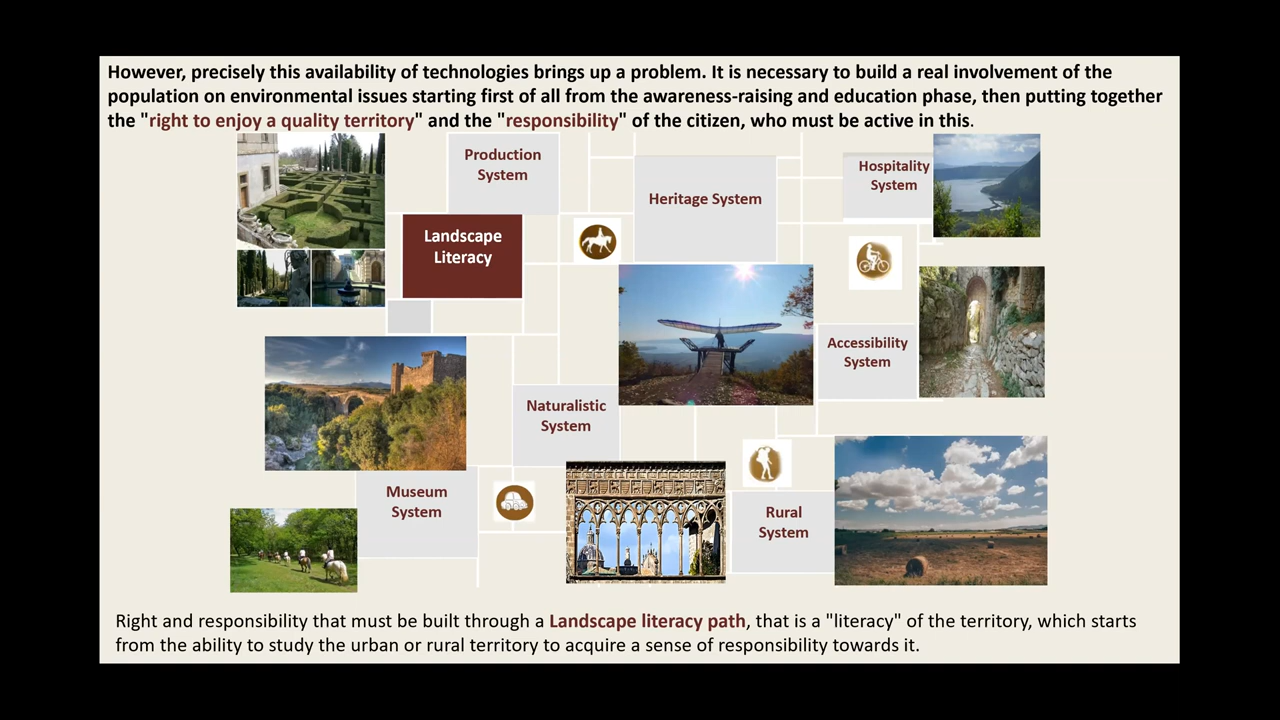 However, precisely this availability of technologies brings up a problem. It is necessary to build a real involvement of the
population on environmental issues starting first of all from the awareness-raising and education phase, then putting together
the "right to enjoy a quality territory" and the "responsibility" of the citizen, who must be active in this.
Production
System
Heritage System
Hospitality
System
Landscape
Literacy
Accessibility
System
Naturalistic
System
Museum
System
Rural
System
Right and responsibility that must be built through a Landscape literacy path, that is a "literacy" of the territory, which starts
from the ability to study the urban or rural territory to acquire a sense of responsibility towards it.